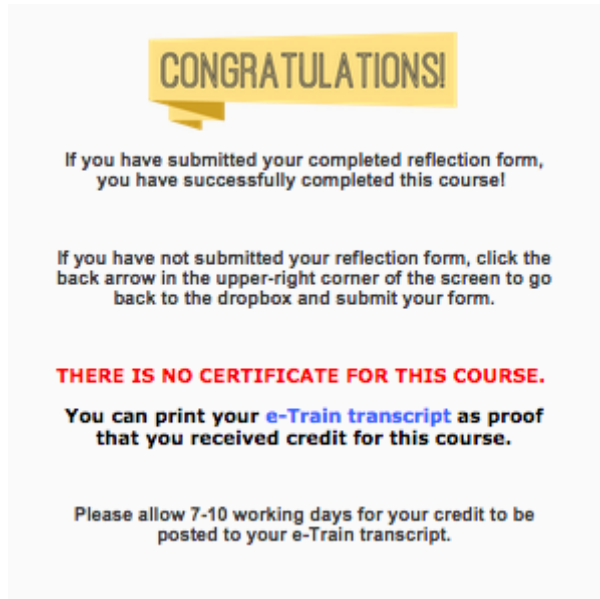 CONGRATULATIONS!
If you have submitted your completed reflection form,
you have successfully completed this course!
If you have not submitted your reflection form, click the
back arrow in the upper-right corner of the screen to go
back to the dropbox and submit your form.
THERE IS NO CERTIFICATE FOR THIS COURSE.
You can print your e-Train transcript as proof
that you received credit for this course.
Please allow 7-10 working days for your credit to be
posted to your e-Train transcript.